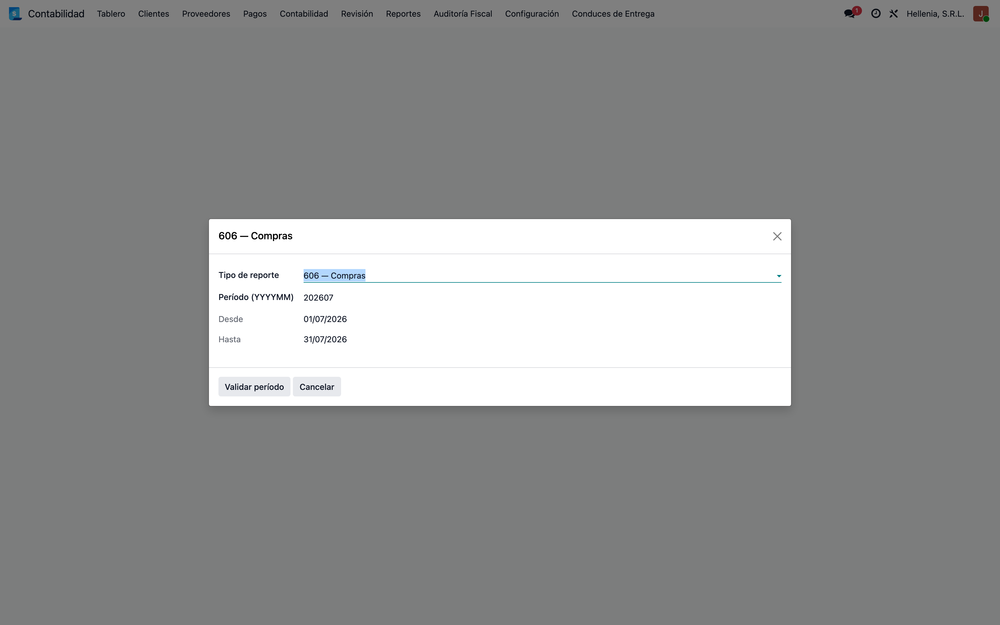 $ Contabilidad Tablero Clientes Proveedores Pagos Contabilidad Revisión Reportes Auditoría Fiscal Configuración Conduces de Entrega 1 Hellenia, S.R.L. J
606 — Compras
Tipo de reporte 606 — Compras
Período (YYYYMM) 202607
Desde 01/07/2026
Hasta 31/07/2026
Validar período Cancelar